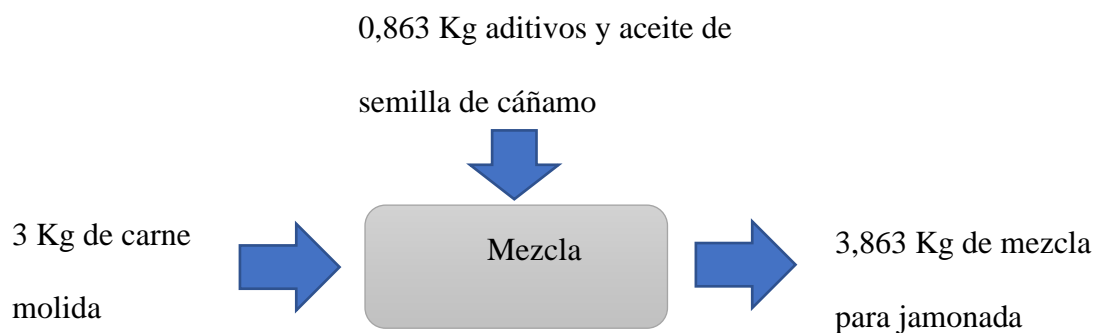 0,863 Kg aditivos y aceite de
semilla de cáñamo
3 Kg de carne
molida
Mezcla
3,863 Kg de mezcla
para jamonada